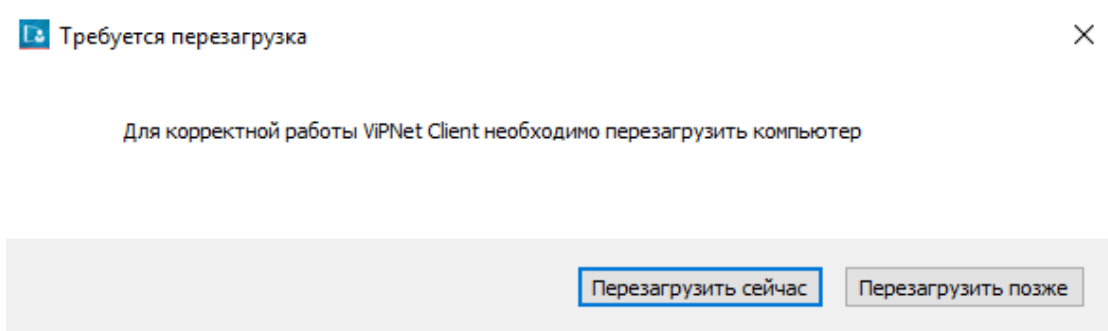 Требуется перезагрузка
Для корректной работы ViPNet Client необходимо перезагрузить компьютер
Перезагрузить сейчас
Перезагрузить позже